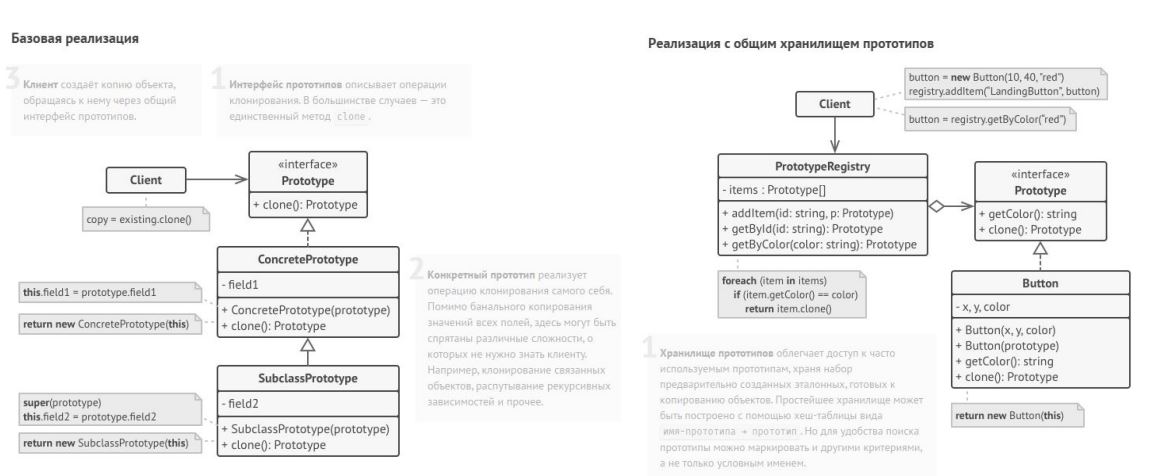 Базовая реализация
3
Клиент создаёт копию объекта,
обращаясь к нему через общий
интерфейс прототипов.
1
Интерфейс прототипов описывает операции
клонирования. В большинстве случаев — это
единственный метод clone.
Client
copy = existing.clone()
«interface»
Prototype
+ clone(): Prototype
ConcretePrototype
- field1
+ ConcretePrototype(prototype)
+ clone(): Prototype
this.field1 = prototype.field1
return new ConcretePrototype(this)
2
Конкретный прототип реализует
операцию клонирования самого себя.
Помимо банального копирования
значений всех полей, здесь могут быть
спрятаны различные сложности, о
которых не нужно знать клиенту.
Например, клонирование связанных
объектов, распутывание рекурсивных
зависимостей и прочее.
SubclassPrototype
- field2
+ SubclassPrototype(prototype)
+ clone(): Prototype
super(prototype)
this.field2 = prototype.field2
return new SubclassPrototype(this)
Реализация с общим хранилищем прототипов
Client
button = new Button(10, 40, "red")
registry.addItem("LandingButton", button)
button = registry.getByColor("red")
PrototypeRegistry
- items : Prototype[]
+ addItem(id: string, p: Prototype)
+ getById(id: string): Prototype
+ getByColor(color: string): Prototype
foreach (item in items)
if (item.getColor() == color)
return item.clone()
«interface»
Prototype
+ getColor(): string
+ clone(): Prototype
Button
- x, y, color
+ Button(x, y, color)
+ Button(prototype)
+ getColor(): string
+ clone(): Prototype
return new Button(this)
1
Хранилище прототипов облегчает доступ к часто
используемым прототипам, храня набор
предварительно созданных эталонных, готовых к
копированию объектов. Простейшее хранилище может
быть построено с помощью хеш-таблицы вида
имя-прототипа → прототип. Но для удобства поиска
прототипы можно маркировать и другими критериями,
а не только условным именем.